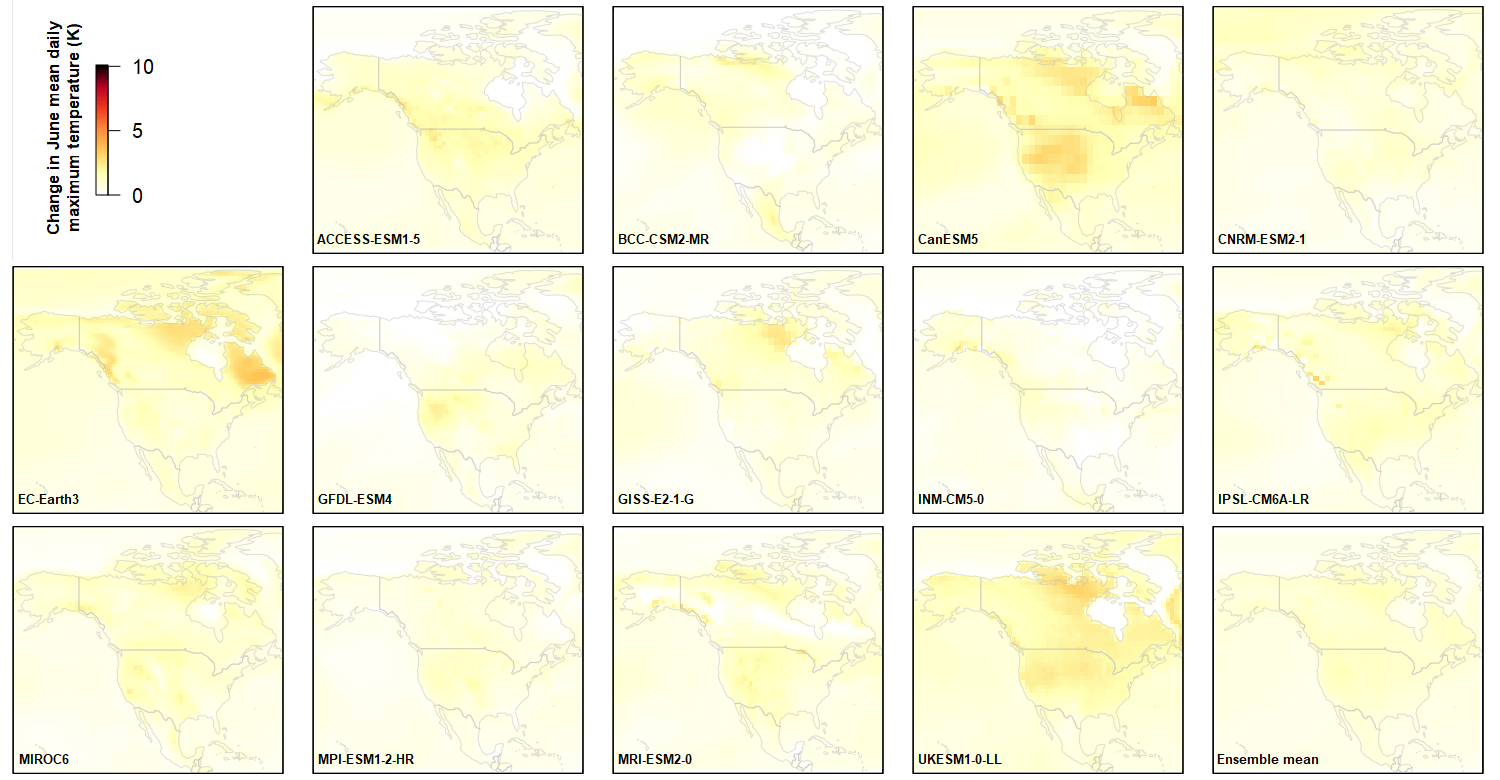 Change in June mean daily
maximum temperature (K)
10
5
0
ACCESS-ESM1-5
BCC-CSM2-MR
CanESM5
CNRM-ESM2-1
EC-Earth3
GFDL-ESM4
GISS-E2-1-G
INM-CM5-0
IPSL-CM6A-LR
MIROC6
MPI-ESM1-2-HR
MRI-ESM2-0
UKESM1-0-LL
Ensemble mean